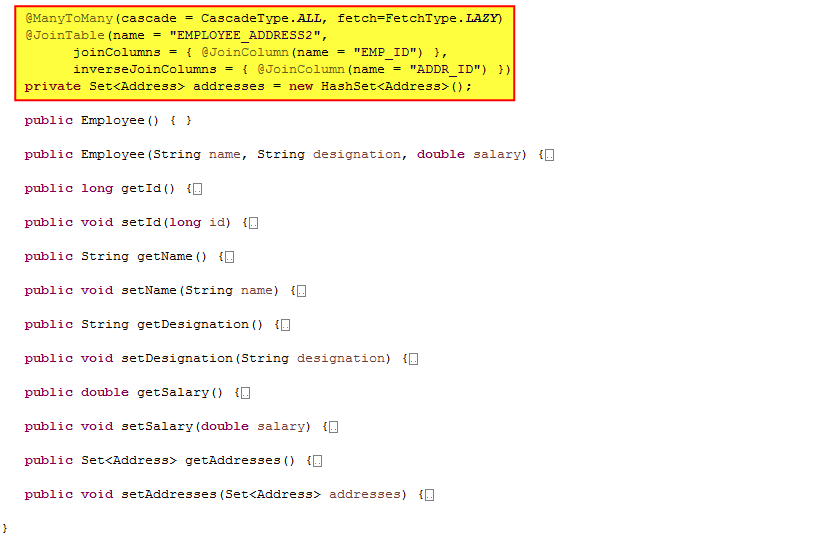 @ManyToMany(cascade = CascadeType.ALL, fetch=FetchType.LAZY)
@JoinTable(name = "EMPLOYEE_ADDRESS2",
joinColumns = { @JoinColumn(name = "EMP_ID") },
inverseJoinColumns = { @JoinColumn(name = "ADDR_ID") })
private Set<Address> addresses = new HashSet<Address>();
public Employee() { }
public Employee(String name, String designation, double salary) {..
public long getId() {..
public void setId(long id) {..
public String getName() {..
public void setName(String name) {..
public String getDesignation() {..
public void setDesignation(String designation) {..
public double getSalary() {..
public void setSalary(double salary) {..
public Set<Address> getAddresses() {..
public void setAddresses(Set<Address> addresses) {..
}